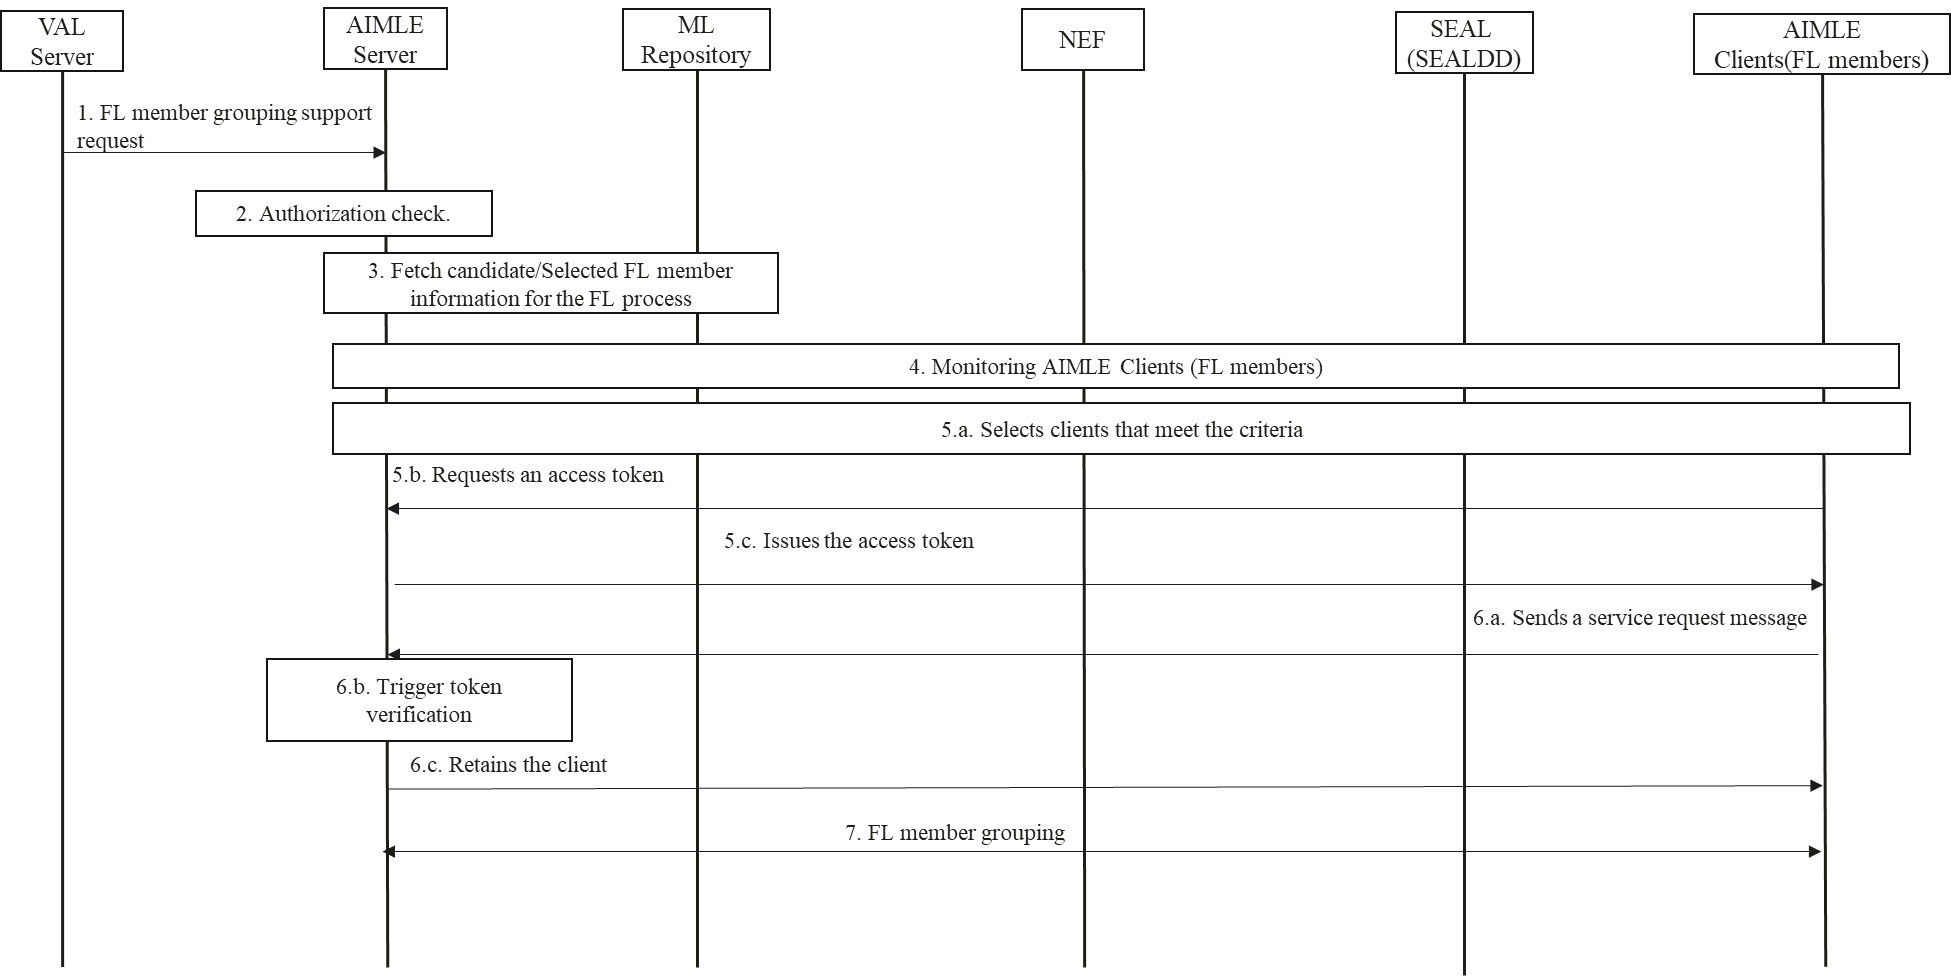 VAL
Server
AIMLE
Server
ML
Repository
NEF
SEAL
(SEALDD)
AIMLE
Clients(FL members)
1. FL member grouping support
request
2. Authorization check.
3. Fetch candidate/Selected FL member
information for the FL process
4. Monitoring AIMLE Clients (FL members)
5.a. Selects clients that meet the criteria
5.b. Requests an access token
5.c. Issues the access token
6.a. Sends a service request message
6.b. Trigger token
verification
6.c. Retains the client
7. FL member grouping